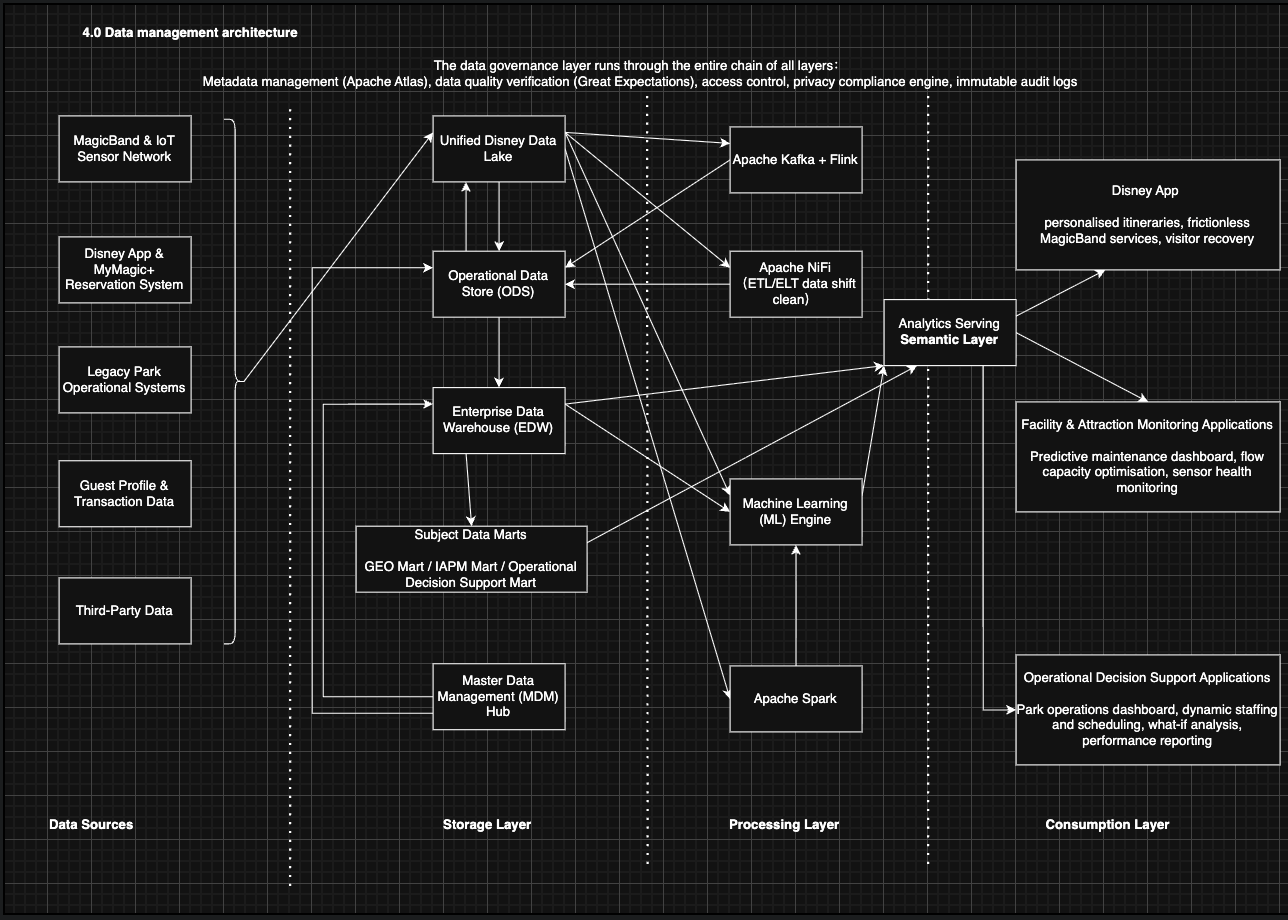 4.0 Data management architecture
The data governance layer runs through the entire chain of all layers:
Metadata management (Apache Atlas), data quality verification (Great Expectations), access control, privacy compliance engine, immutable audit logs
MagicBand & IoT
Sensor Network
Disney App &
MyMagic+
Reservation System
Legacy Park
Operational Systems
Guest Profile &
Transaction Data
Third-Party Data
Data Sources
Unified Disney Data
Lake
Operational Data
Store (ODS)
Enterprise Data
Warehouse (EDW)
Subject Data Marts
GEO Mart / IAPM Mart / Operational
Decision Support Mart
Master Data
Management (MDM)
Hub
Storage Layer
Apache Kafka + Flink
Apache NiFi
(ETL/ELT data shift
clean)
Machine Learning
(ML) Engine
Apache Spark
Processing Layer
Analytics Serving
Semantic Layer
Disney App
personalised itineraries, frictionless
MagicBand services, visitor recovery
Facility & Attraction Monitoring Applications
Predictive maintenance dashboard, flow
capacity optimisation, sensor health
monitoring
Operational Decision Support Applications
Park operations dashboard, dynamic staffing
and scheduling, what-if analysis,
performance reporting
Consumption Layer